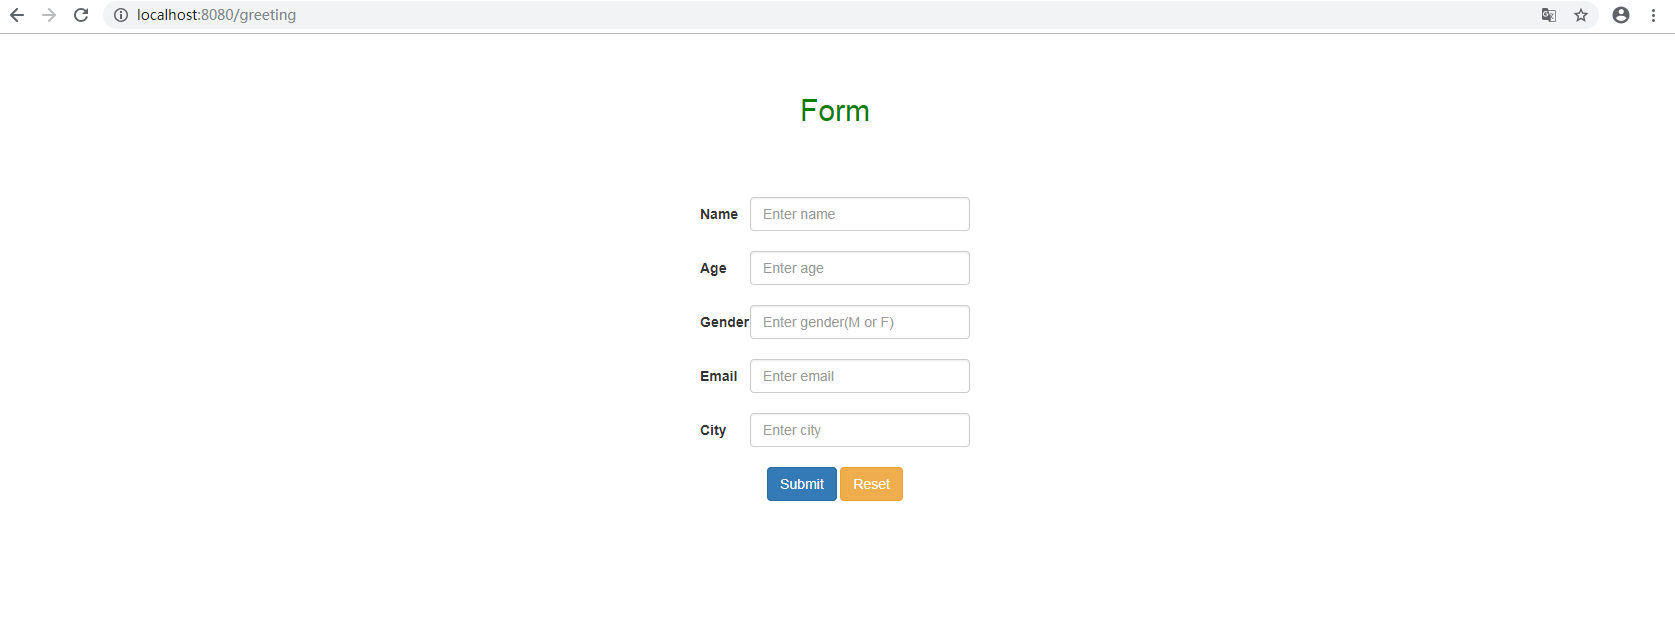 localhost:8080/greeting
Form
Name Enter name
Age Enter age
Gender Enter gender(M or F)
Email Enter email
City Enter city
Submit Reset